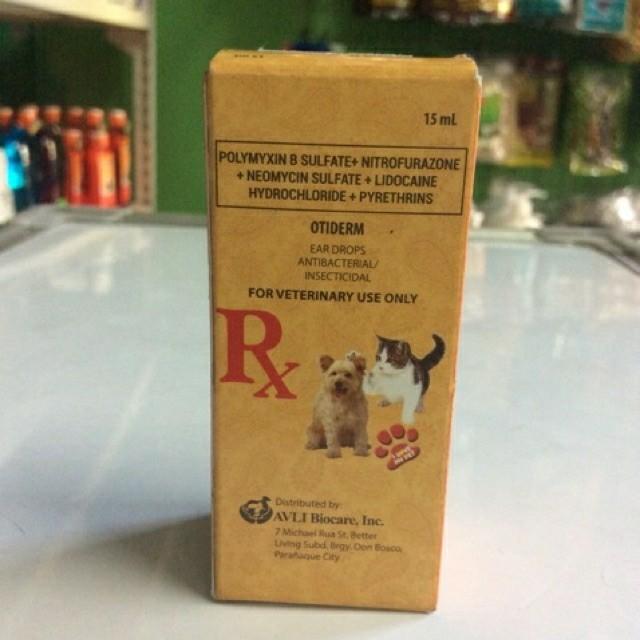 15 mL
POLYMYXIN B SULFATE+ NITROFURAZONE
+ NEOMYCIN SULFATE + LIDOCAINE
HYDROCHLORIDE + PYRETHRINS
OTIDERM
EAR DROPS
ANTIBACTERIAL/
INSECTICIDAL
FOR VETERINARY USE ONLY
Rx
Distributed by:
AVLI Biocare, Inc.
7 Michael Rua St. Better
Living Subd. Brgy. Don Bosco,
Parañaque City